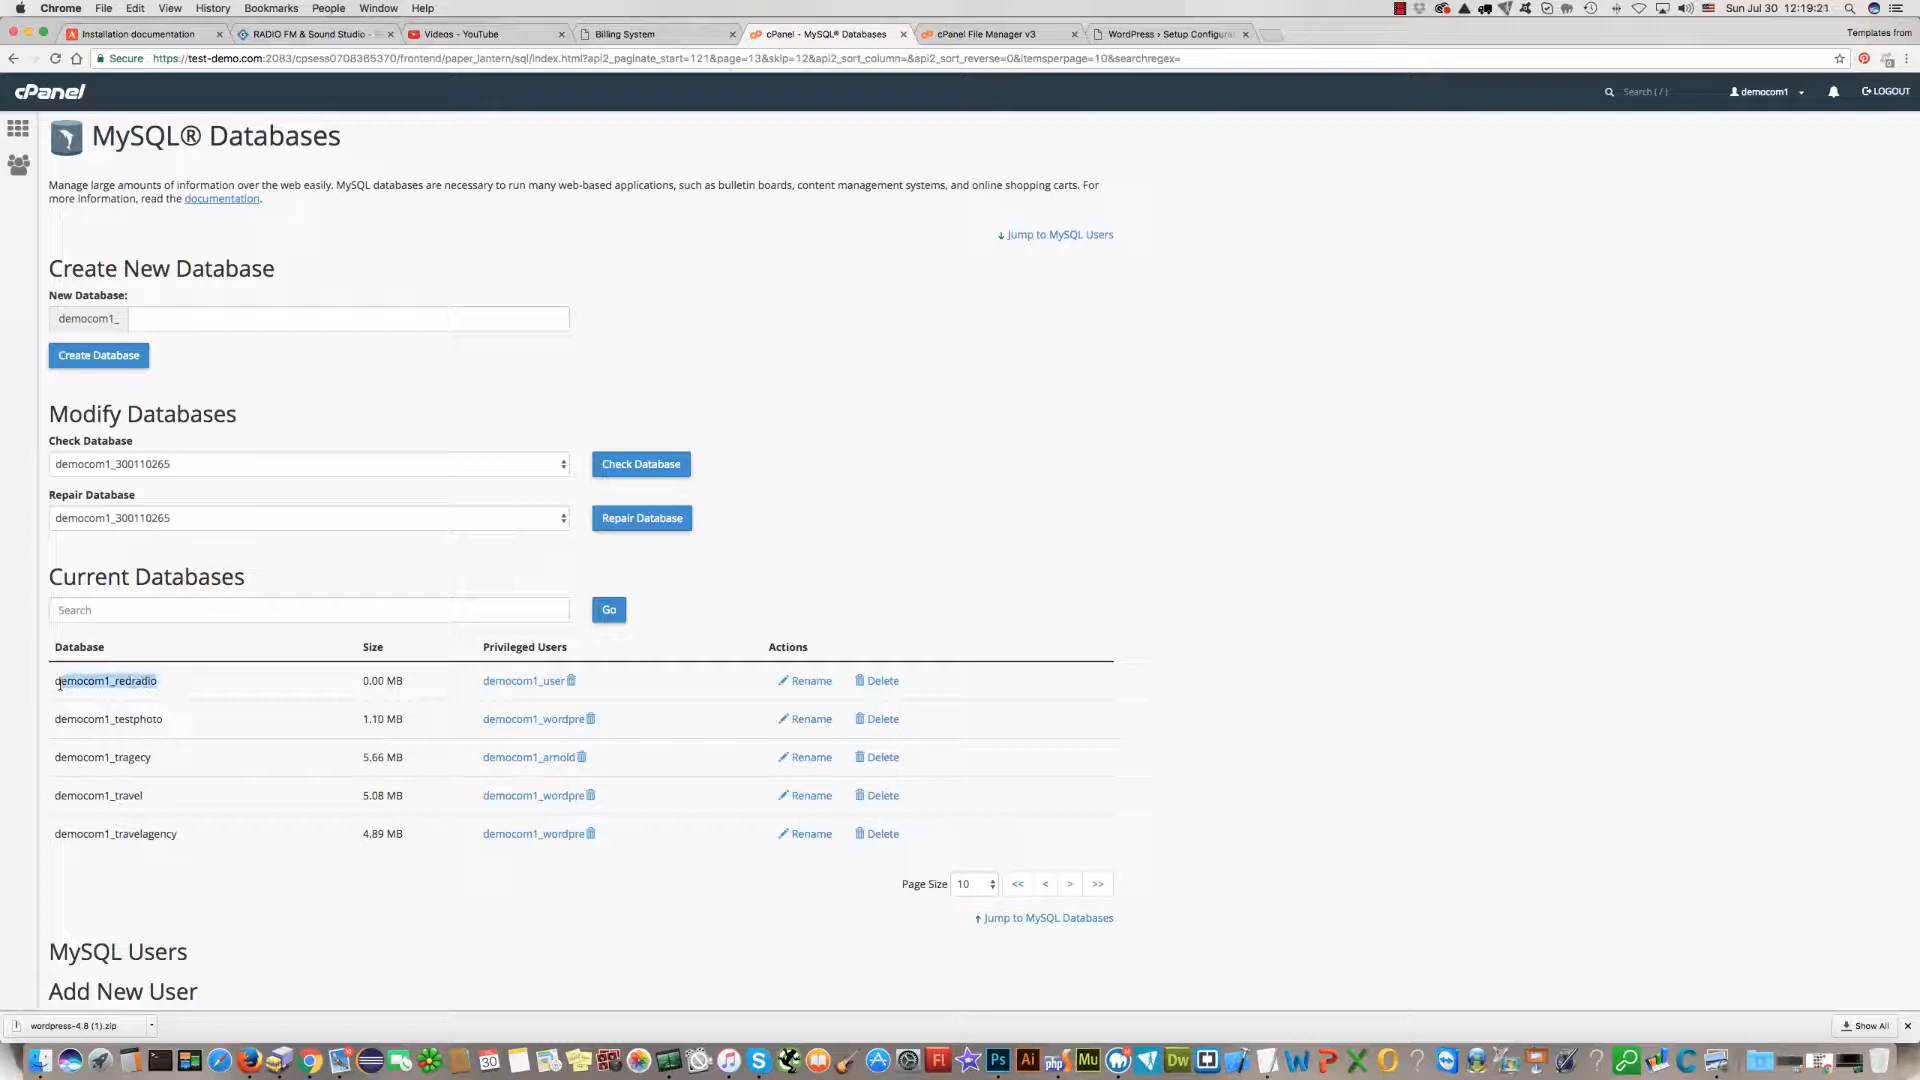 Chrome File Edit View History Bookmarks People Window Help Sun Jul 30 12:19:21
Installation documentation RADIO FM & Sound Studio - Videos - YouTube Billing System cPanel - MySQL® Databases cPanel File Manager v3 WordPress › Setup Configura Templates from
Secure https://test-demo.com:2083/cpsess0708365370/frontend/paper_lantern/sql/index.html?api2_paginate_start=121&page=13&skip=12&api2_sort_column=&api2_sort_reverse=0&itemsperpage=10&searchregex=
cPanel Search ( / ) democom1 LOGOUT
MySQL® Databases
Manage large amounts of information over the web easily. MySQL databases are necessary to run many web-based applications, such as bulletin boards, content management systems, and online shopping carts. For
more information, read the documentation.
Jump to MySQL Users
Create New Database
New Database:
democom1_
Create Database
Modify Databases
Check Database
democom1_300110265 Check Database
Repair Database
democom1_300110265 Repair Database
Current Databases
Search Go
Database Size Privileged Users Actions
democom1_redradio 0.00 MB democom1_user Rename Delete
democom1_testphoto 1.10 MB democom1_wordpre Rename Delete
democom1_tragecy 5.66 MB democom1_arnold Rename Delete
democom1_travel 5.08 MB democom1_wordpre Rename Delete
democom1_travelagency 4.89 MB democom1_wordpre Rename Delete
Page Size 10 << < > >>
Jump to MySQL Databases
MySQL Users
Add New User
wordpress-4.8 (1).zip Show All
30 Fl Ps Ai php Mu Dw